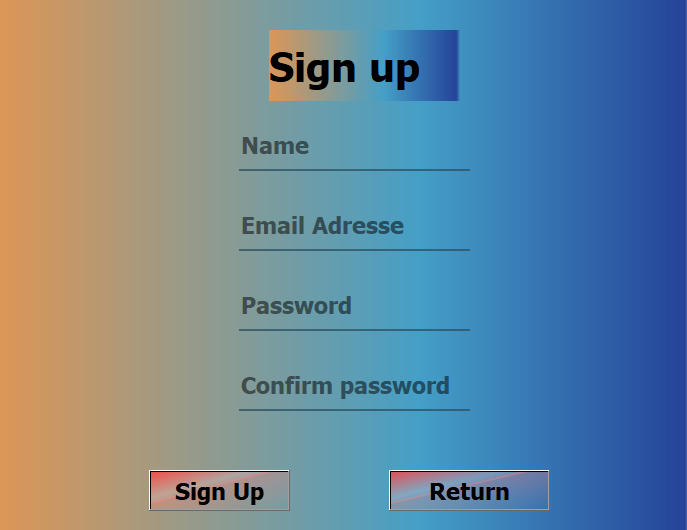 Sign up
Name
Email Adresse
Password
Confirm password
Sign Up
Return